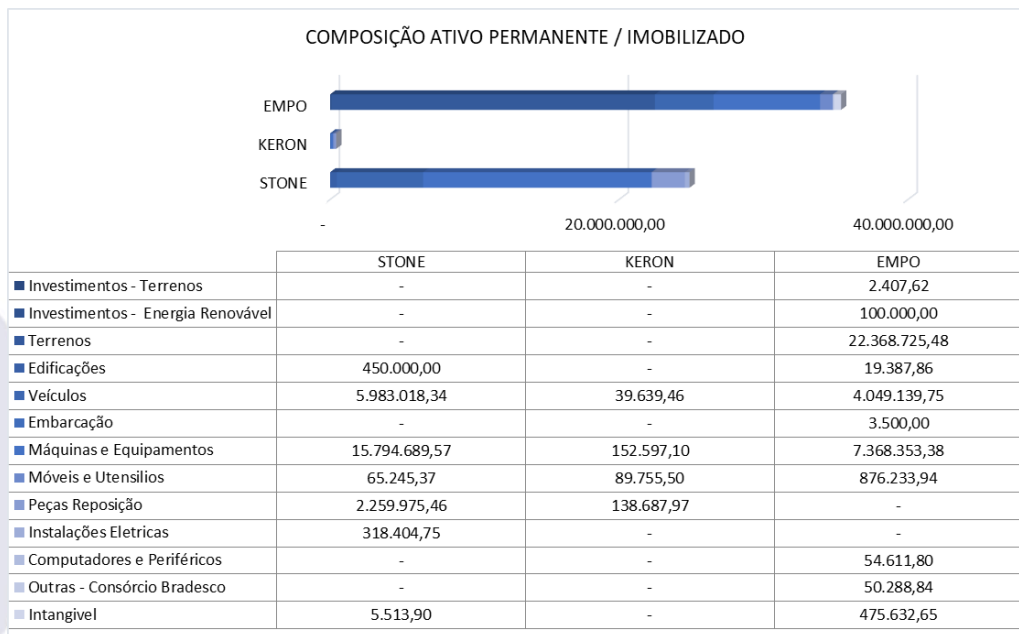 COMPOSIÇÃO ATIVO PERMANENTE / IMOBILIZADO
EMPO
KERON
STONE
- 20.000.000,00 40.000.000,00
STONE KERON EMPO
Investimentos - Terrenos - - 2.407,62
Investimentos - Energia Renovável - - 100.000,00
Terrenos - - 22.368.725,48
Edificações 450.000,00 - 19.387,86
Veículos 5.983.018,34 39.639,46 4.049.139,75
Embarcação - - 3.500,00
Máquinas e Equipamentos 15.794.689,57 152.597,10 7.368.353,38
Móveis e Utensilios 65.245,37 89.755,50 876.233,94
Peças Reposição 2.259.975,46 138.687,97 -
Instalações Eletricas 318.404,75 - -
Computadores e Periféricos - - 54.611,80
Outras - Consórcio Bradesco - - 50.288,84
Intangivel 5.513,90 - 475.632,65